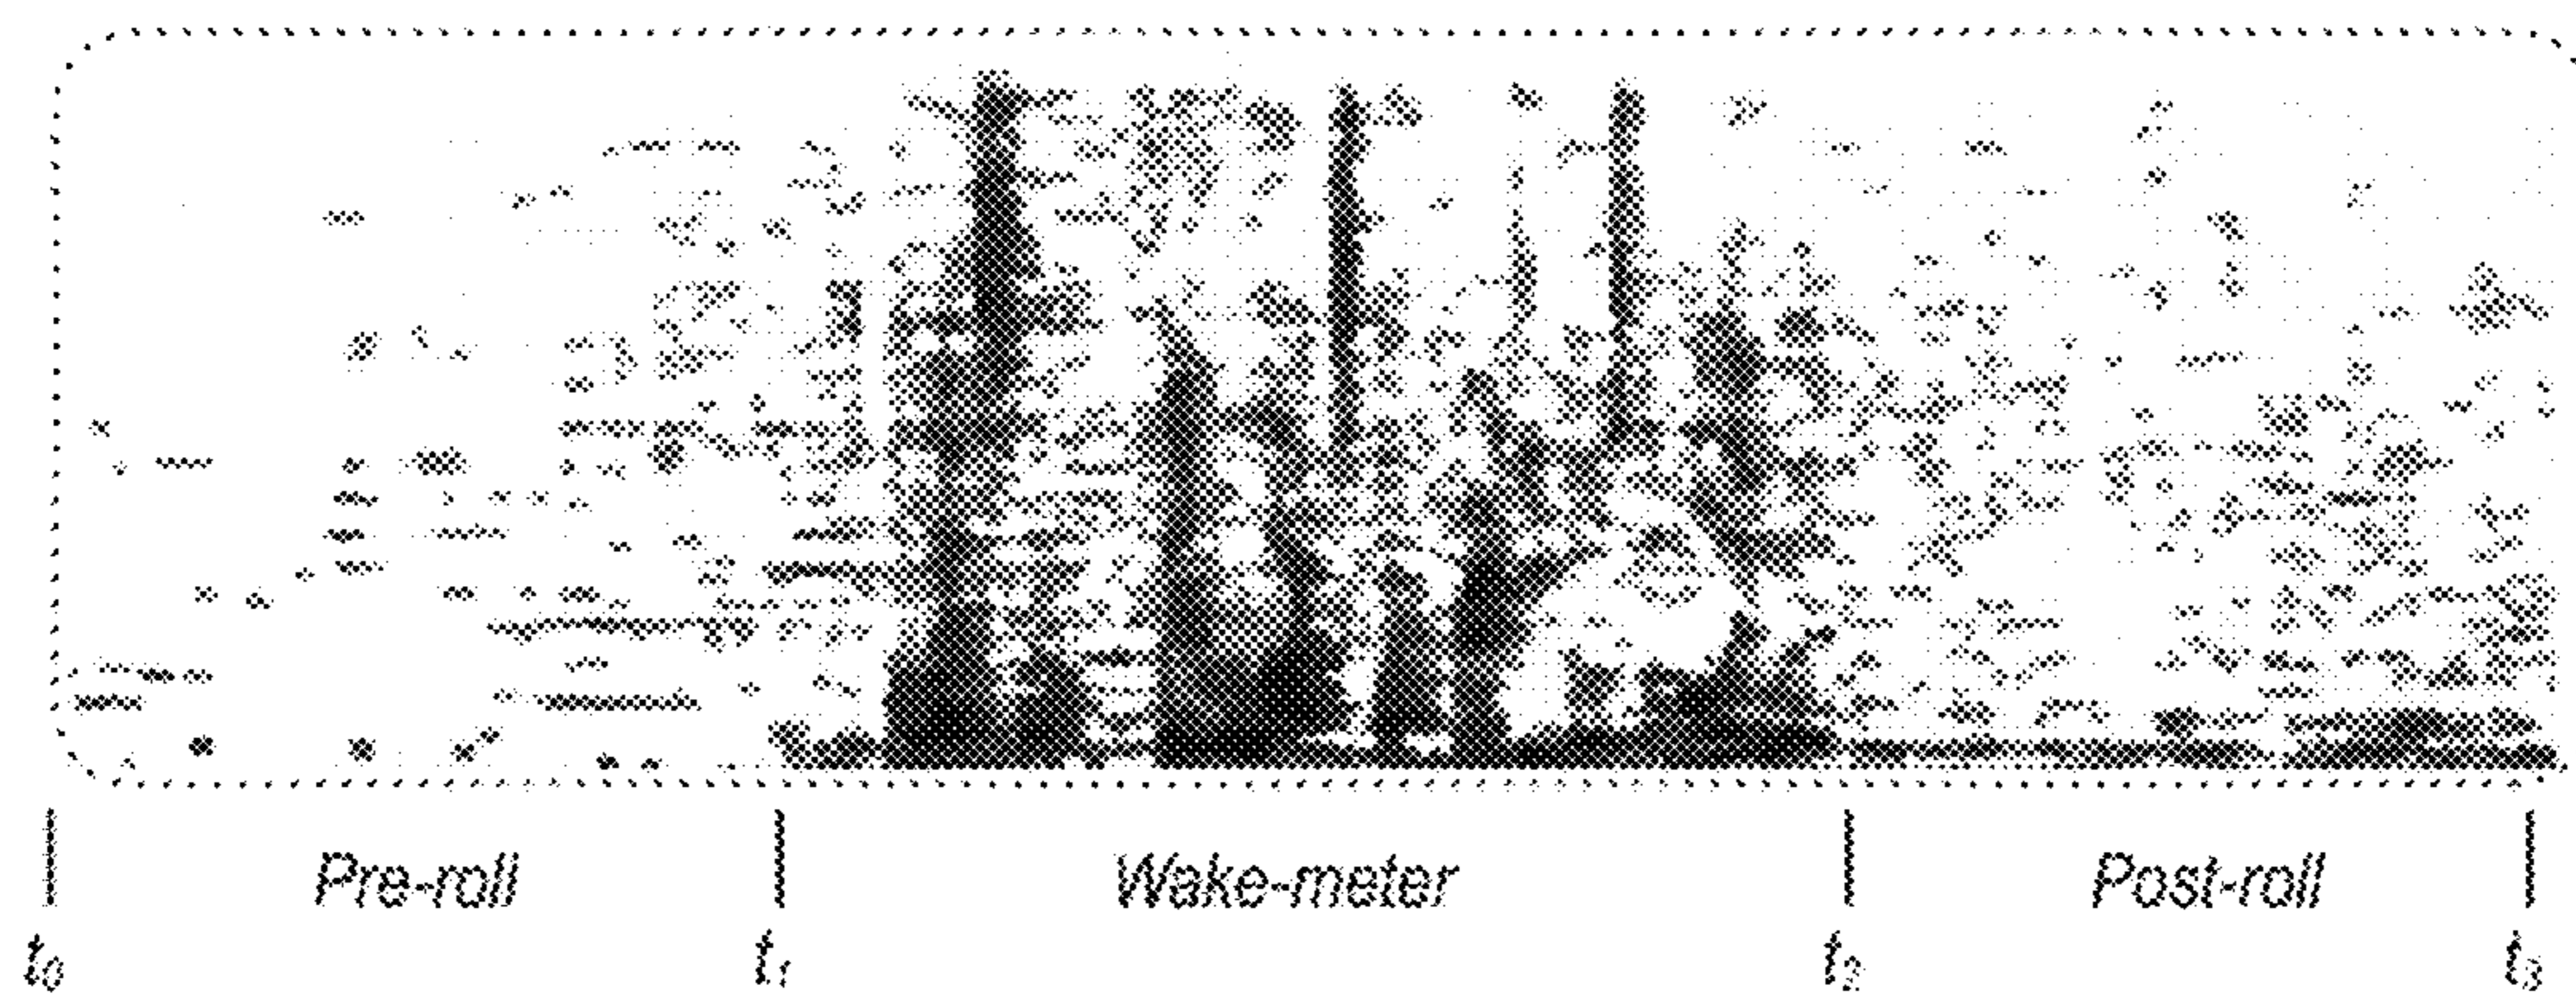 Pre-roll Wake-meter Post-roll
t₀ t₁ t₂ t₃